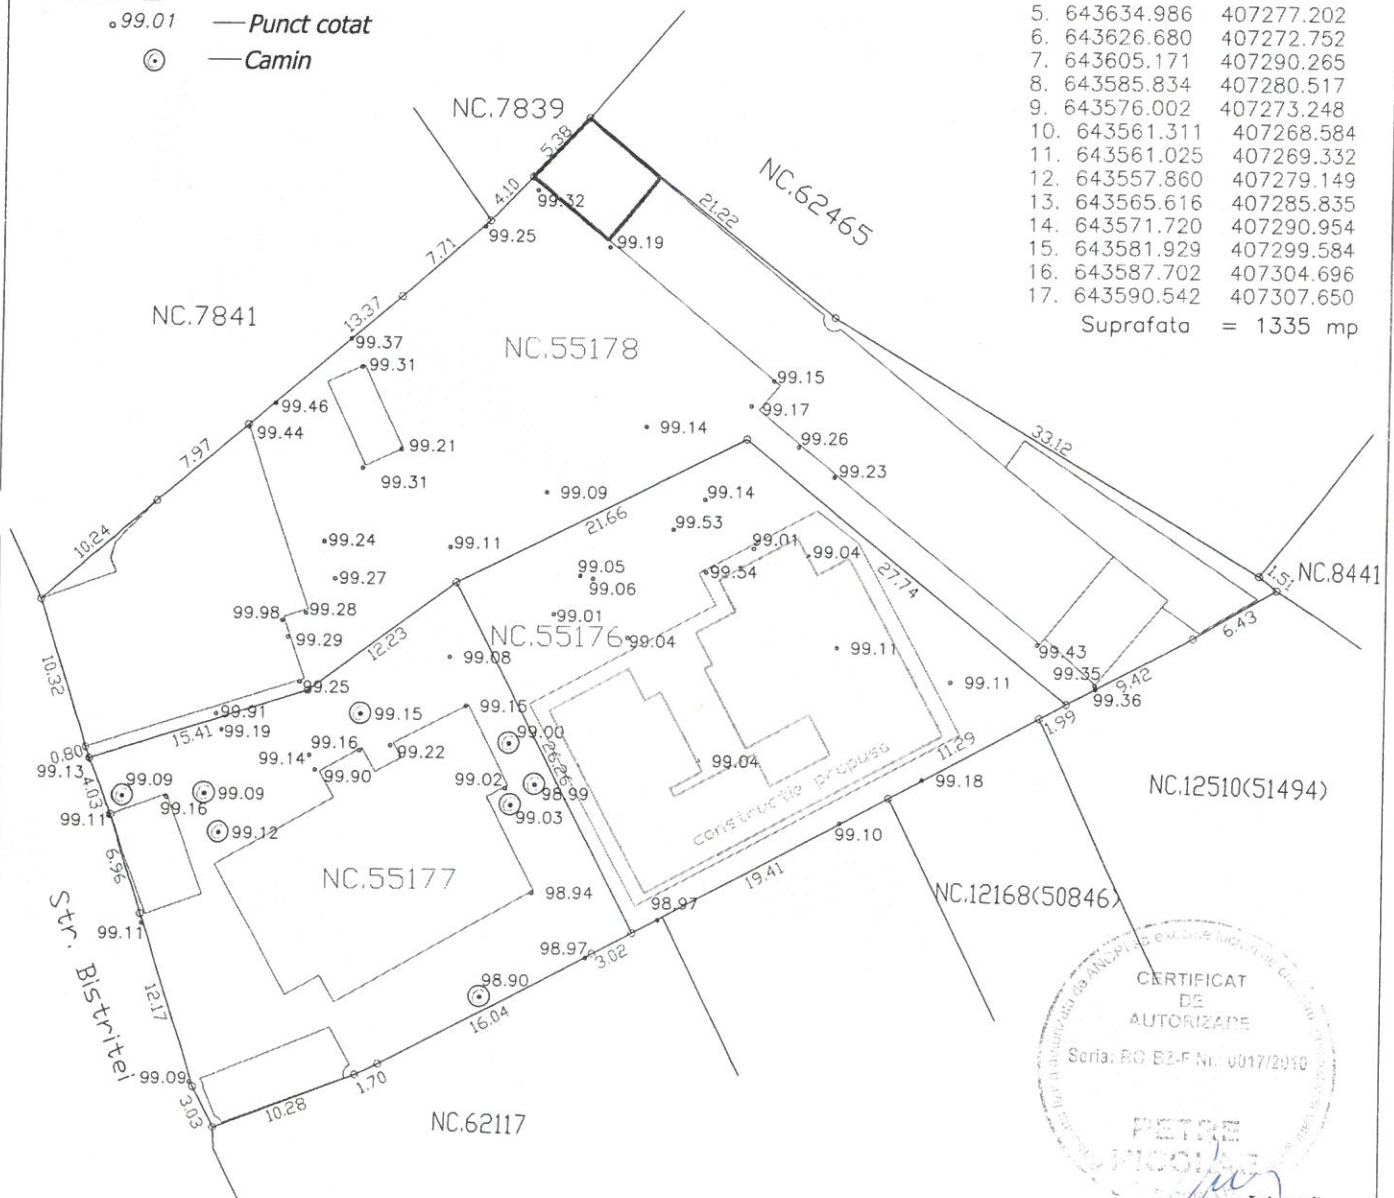 99.01 — Punct cotat
— Camin
5. 643634.986 407277.202
6. 643626.680 407272.752
7. 643605.171 407290.265
8. 643585.834 407280.517
9. 643576.002 407273.248
10. 643561.311 407268.584
11. 643561.025 407269.332
12. 643557.860 407279.149
13. 643565.616 407285.835
14. 643571.720 407290.954
15. 643581.929 407299.584
16. 643587.702 407304.696
17. 643590.542 407307.650
Suprafata = 1335 mp
NC.7839
5.38
NC.62465
4.10
99.32
21.22
99.25
99.19
7.71
NC.7841
13.37
99.37
NC.55178
99.31
99.15
99.46
99.17
99.44
99.14
99.26
33.12
99.21
7.97
99.31
99.23
99.09
99.14
21.66
99.53
10.24
99.24
99.11
99.01
99.04
99.05
99.54
27.74
1.51
NC.8441
99.27
99.06
99.98
99.28
99.01
6.43
99.29
12.23
NC.55176
99.04
99.08
99.11
99.43
10.32
99.25
99.35
99.11
9.42
99.36
99.91
99.15
99.15
15.41
99.19
1.99
0.80
99.16
99.22
99.00
11.29
99.13
99.14
99.04
4.03
99.09
99.90
99.02
26.26
98.99
99.18
99.09
99.16
99.03
constructie propusa
NC.12510(51494)
99.11
99.12
99.10
6.96
NC.55177
98.94
19.41
NC.12168(50846)
98.97
99.11
Str. Bistritei
98.97
3.02
98.90
12.17
16.04
99.09
1.70
3.03
10.28
NC.62117
CERTIFICAT
DE
AUTORIZARE
Seria: RO BZ-F Nr. 0017/2010
PETRE
NICOLAE